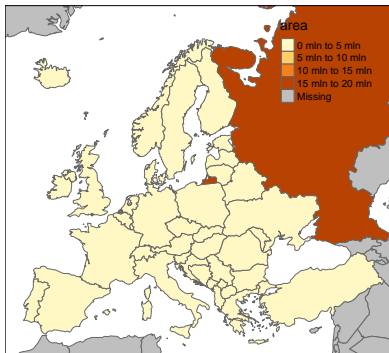 area
0 mln to 5 mln
5 mln to 10 mln
10 mln to 15 mln
15 mln to 20 mln
Missing